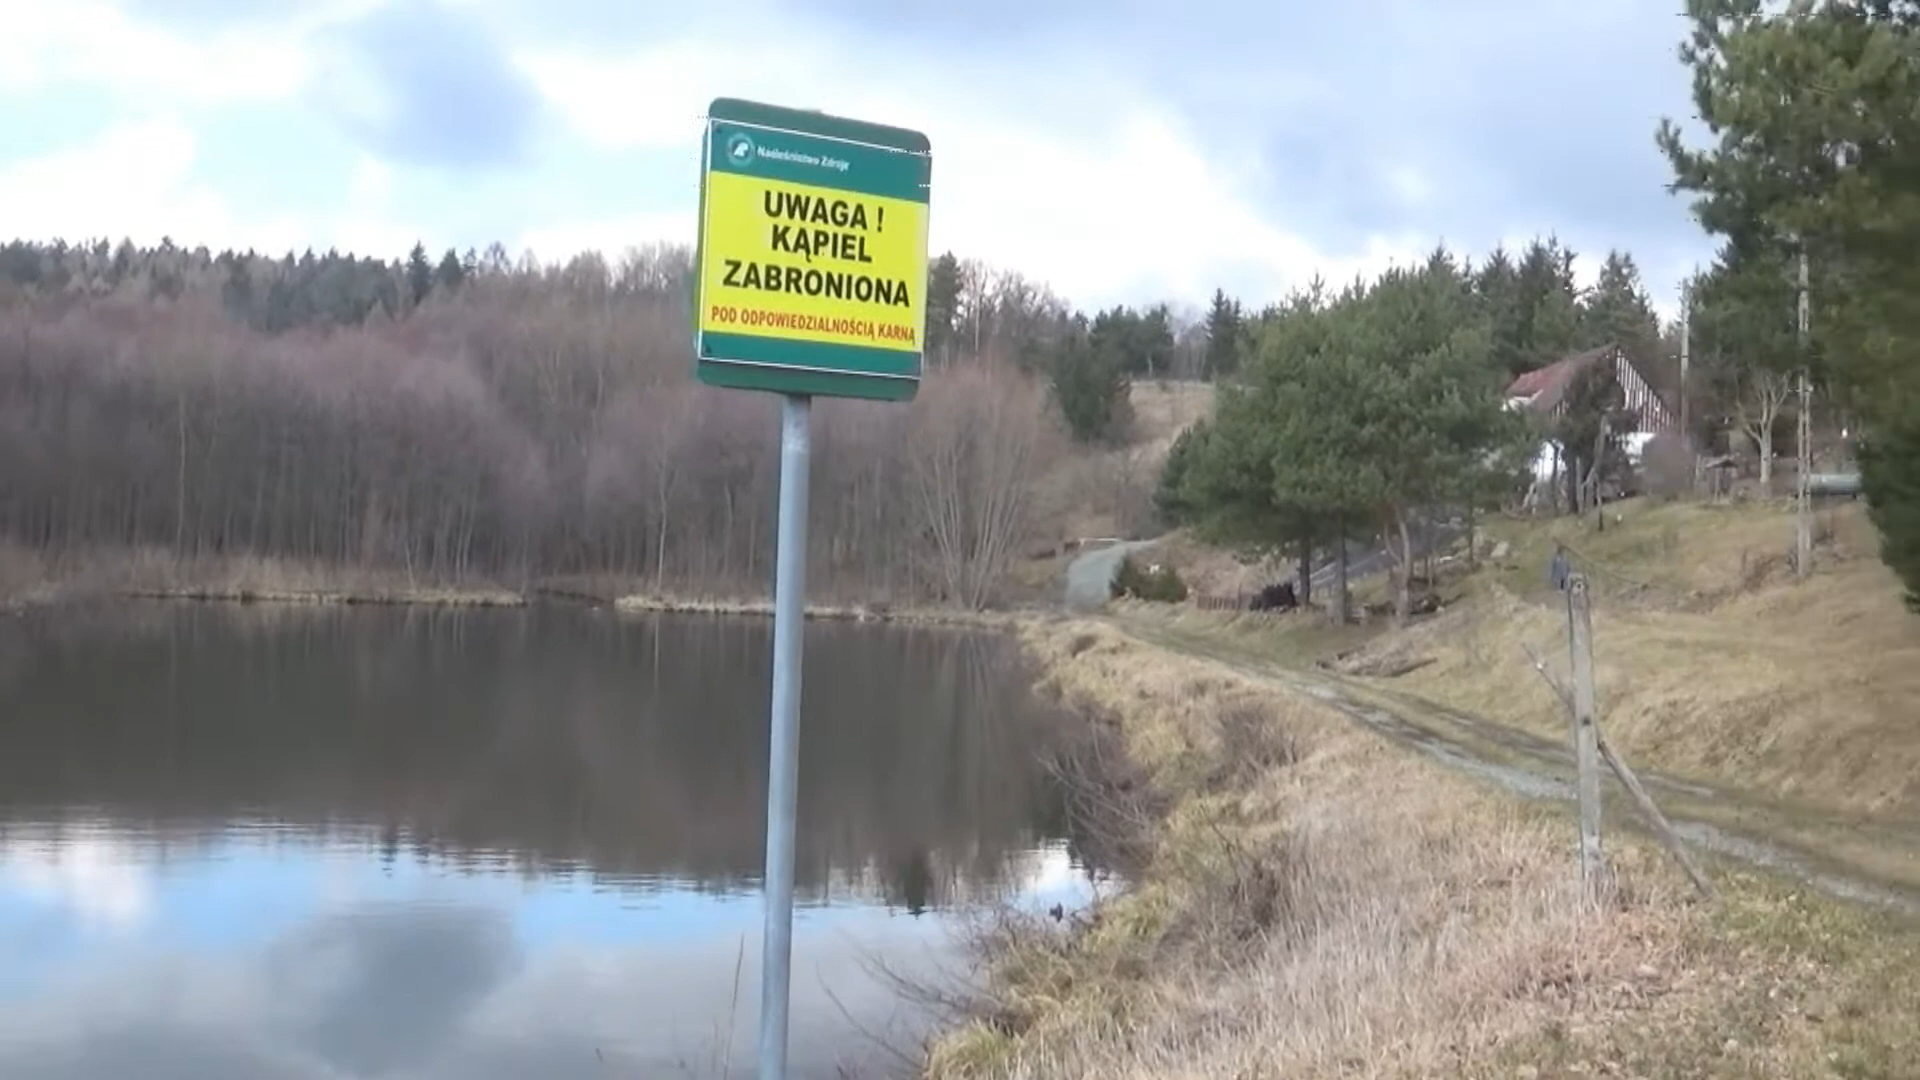 Nadleśnictwo Zdroje
UWAGA !
KĄPIEL
ZABRONIONA
POD ODPOWIEDZIALNOŚCIĄ KARNĄ